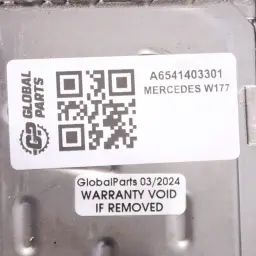 GLOBAL
PARTS
A6541403301
MERCEDES W177
GlobalParts 03/2024
WARRANTY VOID
IF REMOVED